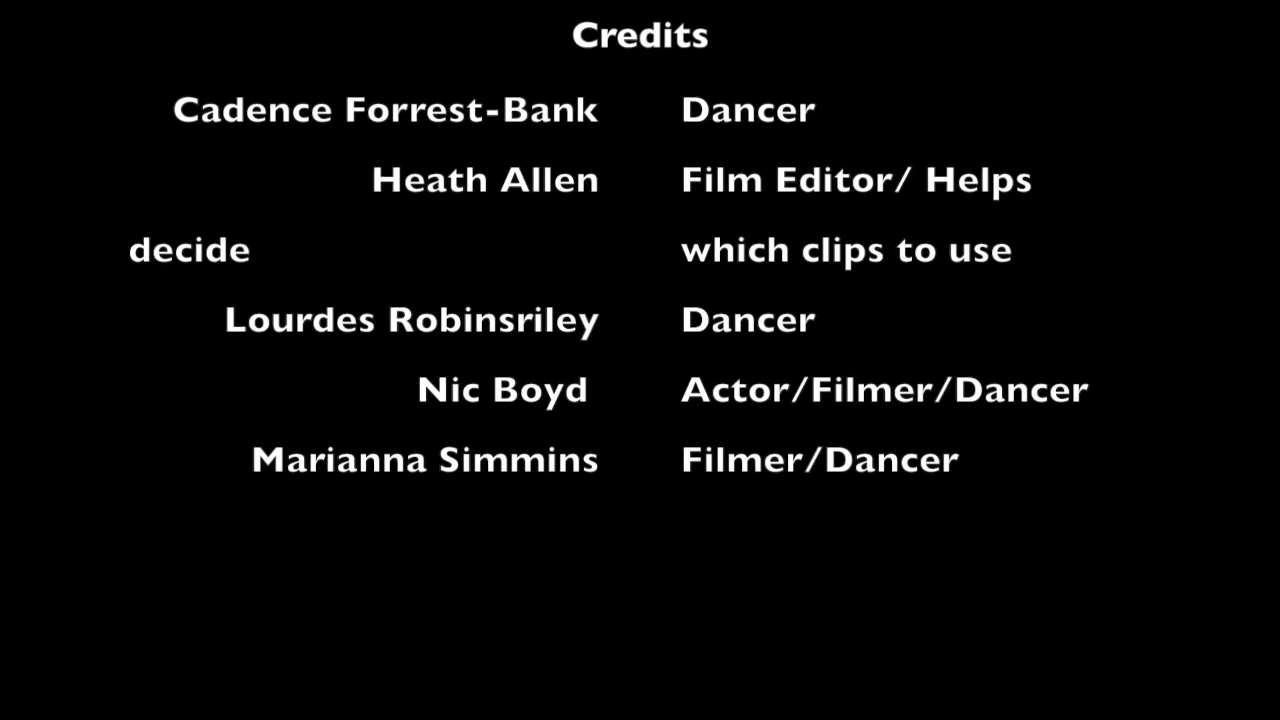 Credits
Cadence Forrest-Bank Dancer
Heath Allen Film Editor/ Helps
decide which clips to use
Lourdes Robinsriley Dancer
Nic Boyd Actor/Filmer/Dancer
Marianna Simmins Filmer/Dancer